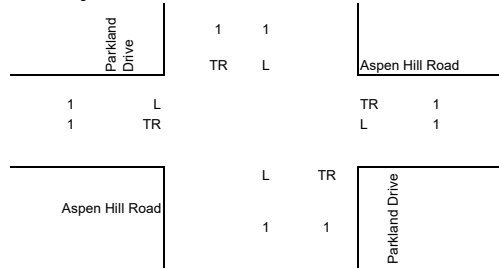 Parkland
Drive
1 1
TR L
Aspen Hill Road
1 L
1 TR
TR 1
L 1
L TR
Aspen Hill Road
1 1
Parkland Drive